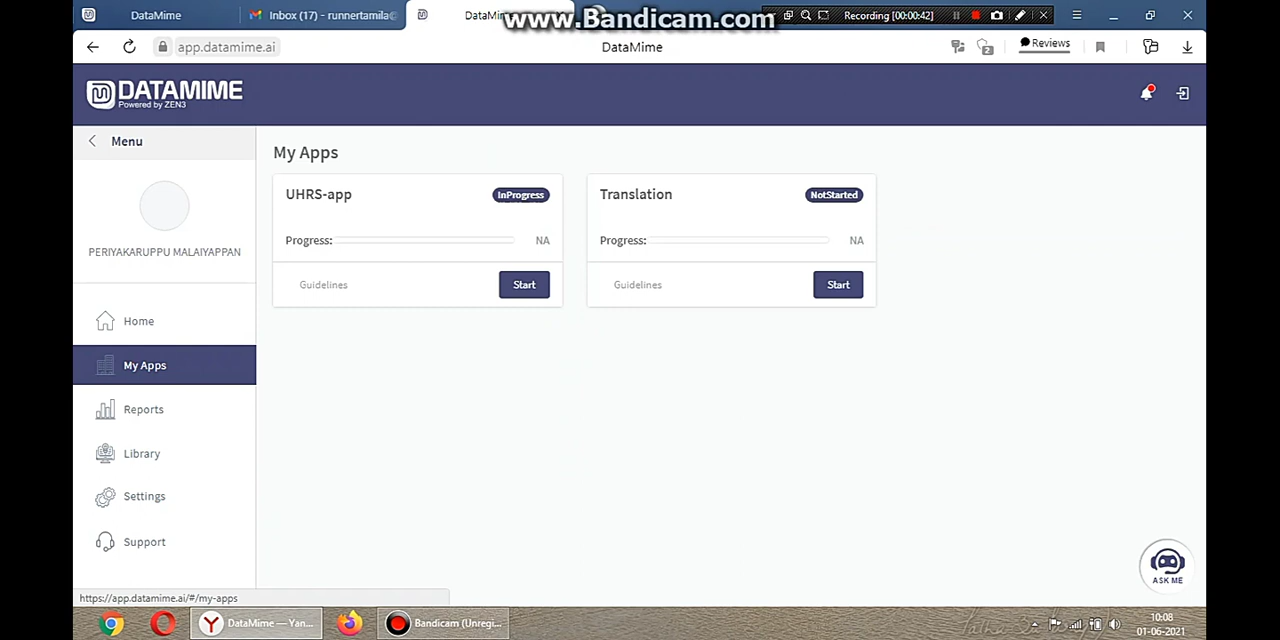 DataMime
Inbox (17) - runnertamila@
DataM
www.Bandicam.com
Recording [00:00:42]
app.datamime.ai
DataMime
2
Reviews
DATAMIME
Powered by ZEN3
Menu
PERIYAKARUPPU MALAIYAPPAN
Home
My Apps
Reports
Library
Settings
Support
My Apps
UHRS-app
InProgress
Progress:
NA
Guidelines
Start
Translation
NotStarted
Progress:
NA
Guidelines
Start
ASK ME
https://app.datamime.ai/#/my-apps
DataMime — Yan...
Bandicam (Unregi...
10:08
01-06-2021